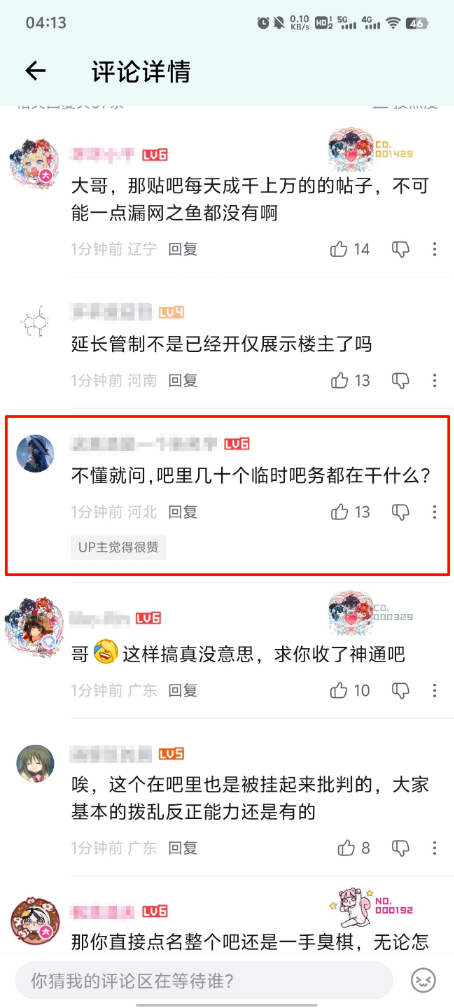 04:13
0.10 KB/s
HD
5G
4G
46
评论详情
LV6
CO.
001429
大哥，那贴吧每天成千上万的的帖子，不可
能一点漏网之鱼都没有啊
1分钟前 辽宁 回复
14
LV4
延长管制不是已经开仅展示楼主了吗
1分钟前 河南 回复
13
LV6
不懂就问,吧里几十个临时吧务都在干什么？
1分钟前 河北 回复
13
UP主觉得很赞
LV6
CO.
000329
哥 这样搞真没意思，求你收了神通吧
1分钟前 广东 回复
10
LV5
唉，这个在吧里也是被挂起来批判的，大家
基本的拨乱反正能力还是有的
1分钟前 广东 回复
8
LV6
NO.
000192
那你直接点名整个吧还是一手臭棋，无论怎
你猜我的评论区在等待谁？